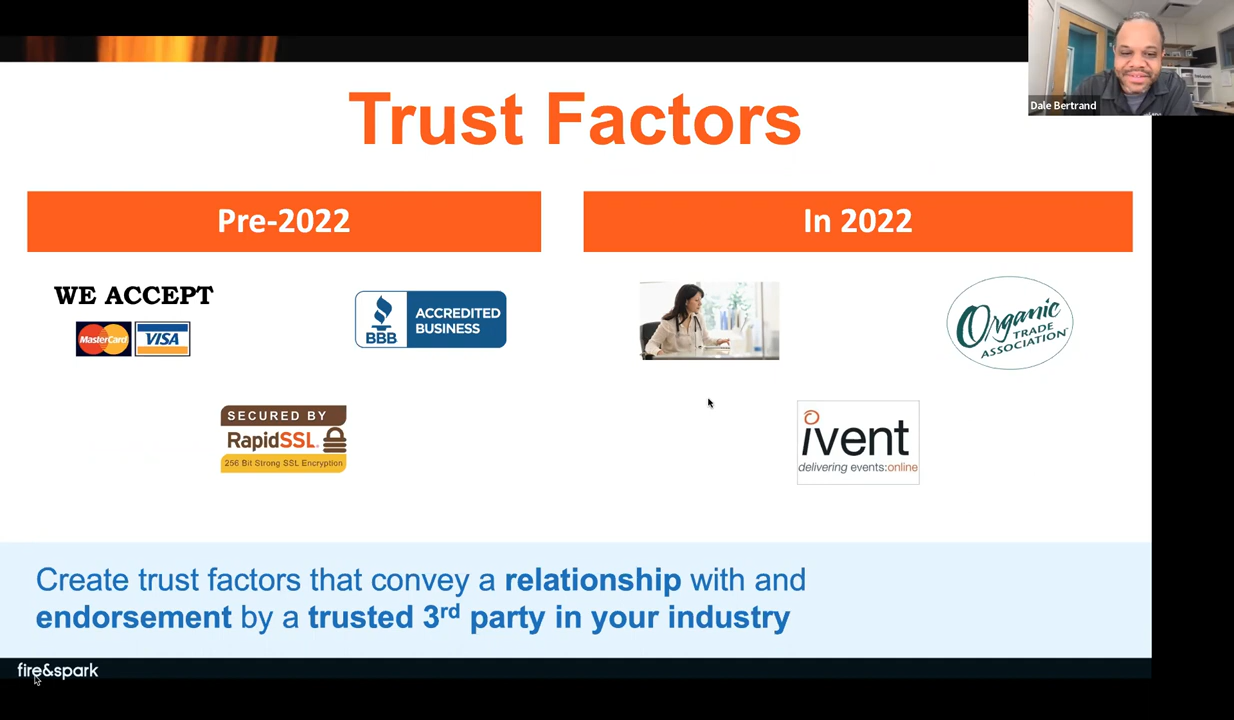 Trust Factors
Dale Bertrand
Pre-2022
In 2022
WE ACCEPT
MasterCard
VISA
BBB
ACCREDITED
BUSINESS
SECURED BY
RapidSSL.
256 Bit Strong SSL Encryption
Organic
TRADE
ASSOCIATION
ivent
delivering events:online
Create trust factors that convey a relationship with and
endorsement by a trusted 3rd party in your industry
fire&spark